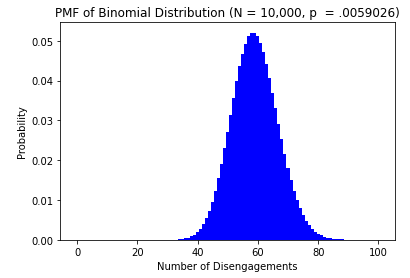 PMF of Binomial Distribution (N = 10,000, p  = .0059026)
0.05
0.04
0.03
0.02
0.01
0.00
Probability
0 20 40 60 80 100
Number of Disengagements